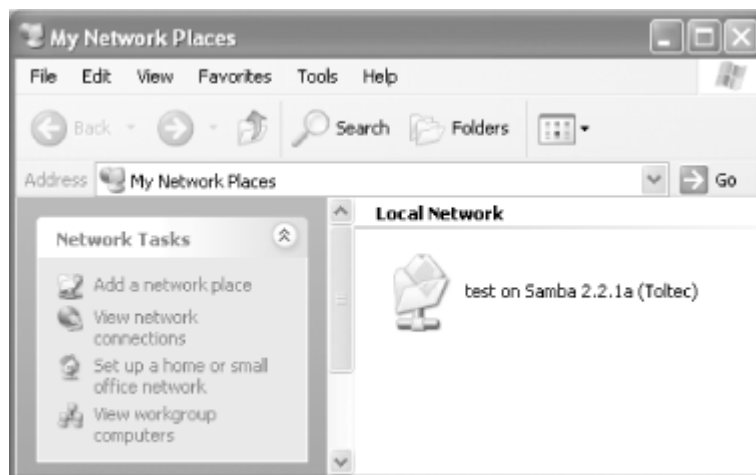 My Network Places
File Edit View Favorites Tools Help
Back Search Folders
Address My Network Places Go
Network Tasks
Add a network place
View network
connections
Set up a home or small
office network
View workgroup
computers
Local Network
test on Samba 2.2.1a (Toltec)